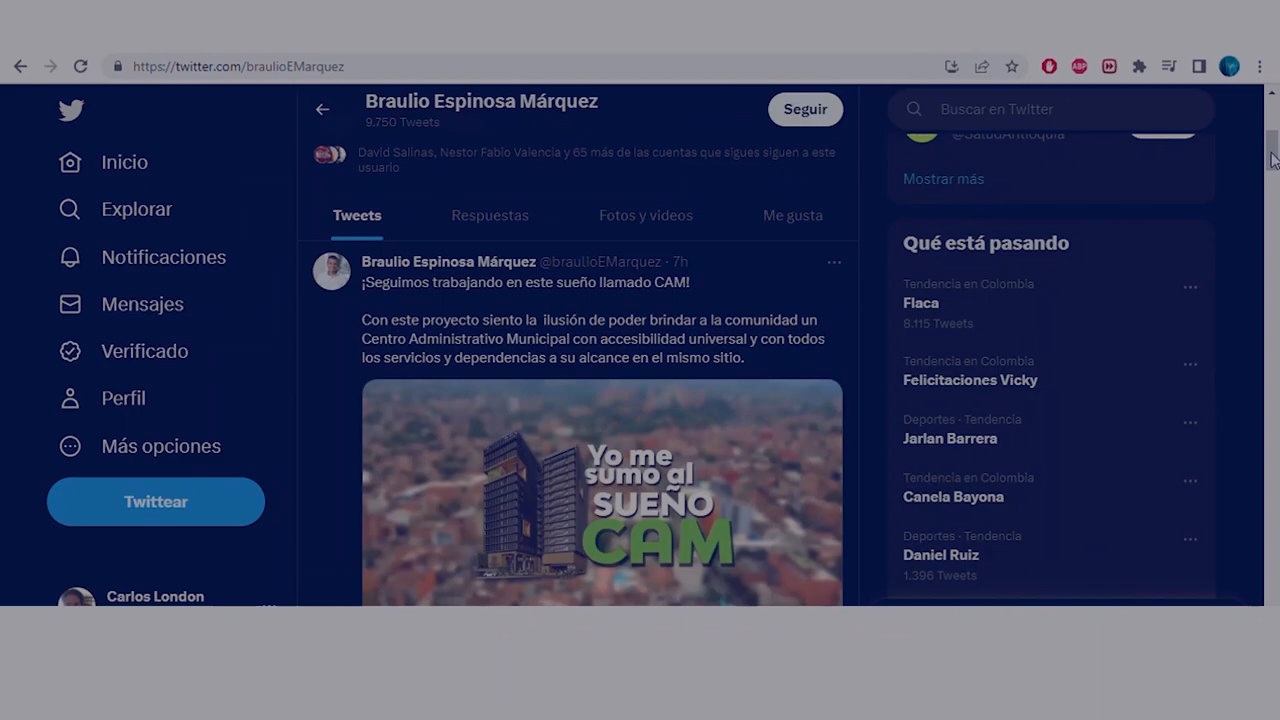 https://twitter.com/braulioEMarquez
Inicio
Explorar
Notificaciones
Mensajes
Verificado
Perfil
Más opciones
Twittear
Carlos London
Braulio Espinosa Márquez
9.750 Tweets
Seguir
David Salinas, Nestor Fabio Valencia y 65 más de las cuentas que sigues siguen a este
usuario
Tweets
Respuestas
Fotos y videos
Me gusta
Braulio Espinosa Márquez @braulioEMarquez · 7h
¡Seguimos trabajando en este sueño llamado CAM!
Con este proyecto siento la ilusión de poder brindar a la comunidad un
Centro Administrativo Municipal con accesibilidad universal y con todos
los servicios y dependencias a su alcance en el mismo sitio.
Yo me
sumo al
SUEÑO
CAM
Buscar en Twitter
@SaludAntioquia
Mostrar más
Qué está pasando
Tendencia en Colombia
Flaca
8.115 Tweets
Tendencia en Colombia
Felicitaciones Vicky
Deportes · Tendencia
Jarlan Barrera
Tendencia en Colombia
Canela Bayona
Deportes · Tendencia
Daniel Ruiz
1.396 Tweets
ABP